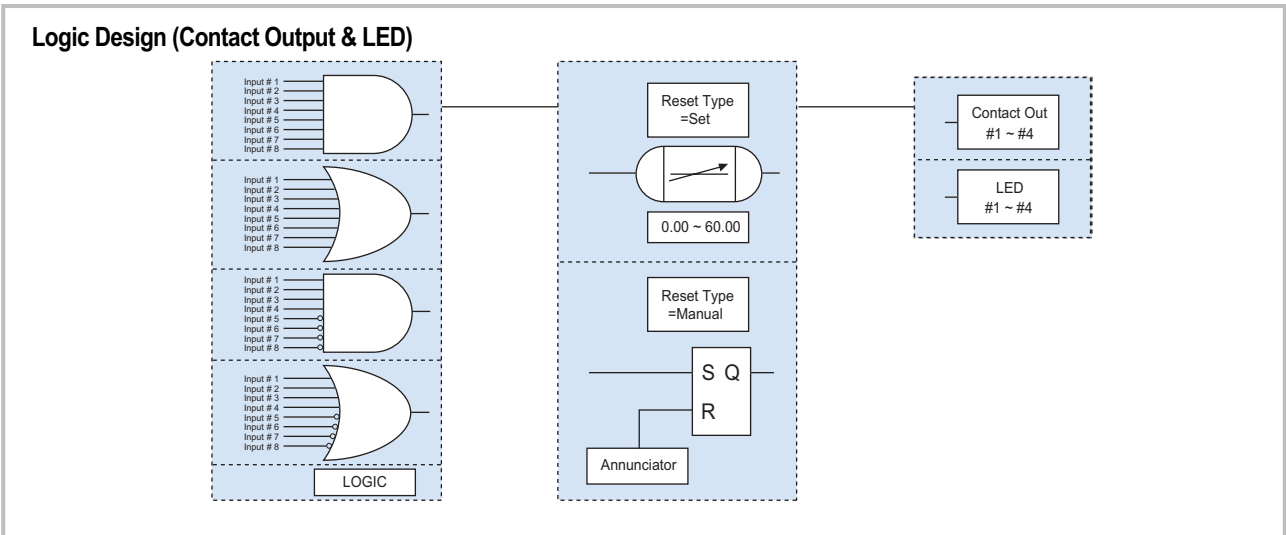 Logic Design (Contact Output & LED)
Input # 1
Input # 2
Input # 3
Input # 4
Input # 5
Input # 6
Input # 7
Input # 8
Input # 1
Input # 2
Input # 3
Input # 4
Input # 5
Input # 6
Input # 7
Input # 8
Input # 1
Input # 2
Input # 3
Input # 4
Input # 5
Input # 6
Input # 7
Input # 8
Input # 1
Input # 2
Input # 3
Input # 4
Input # 5
Input # 6
Input # 7
Input # 8
LOGIC
Reset Type
=Set
0.00 ~ 60.00
Reset Type
=Manual
S Q
R
Annunciator
Contact Out
#1 ~ #4
LED
#1 ~ #4